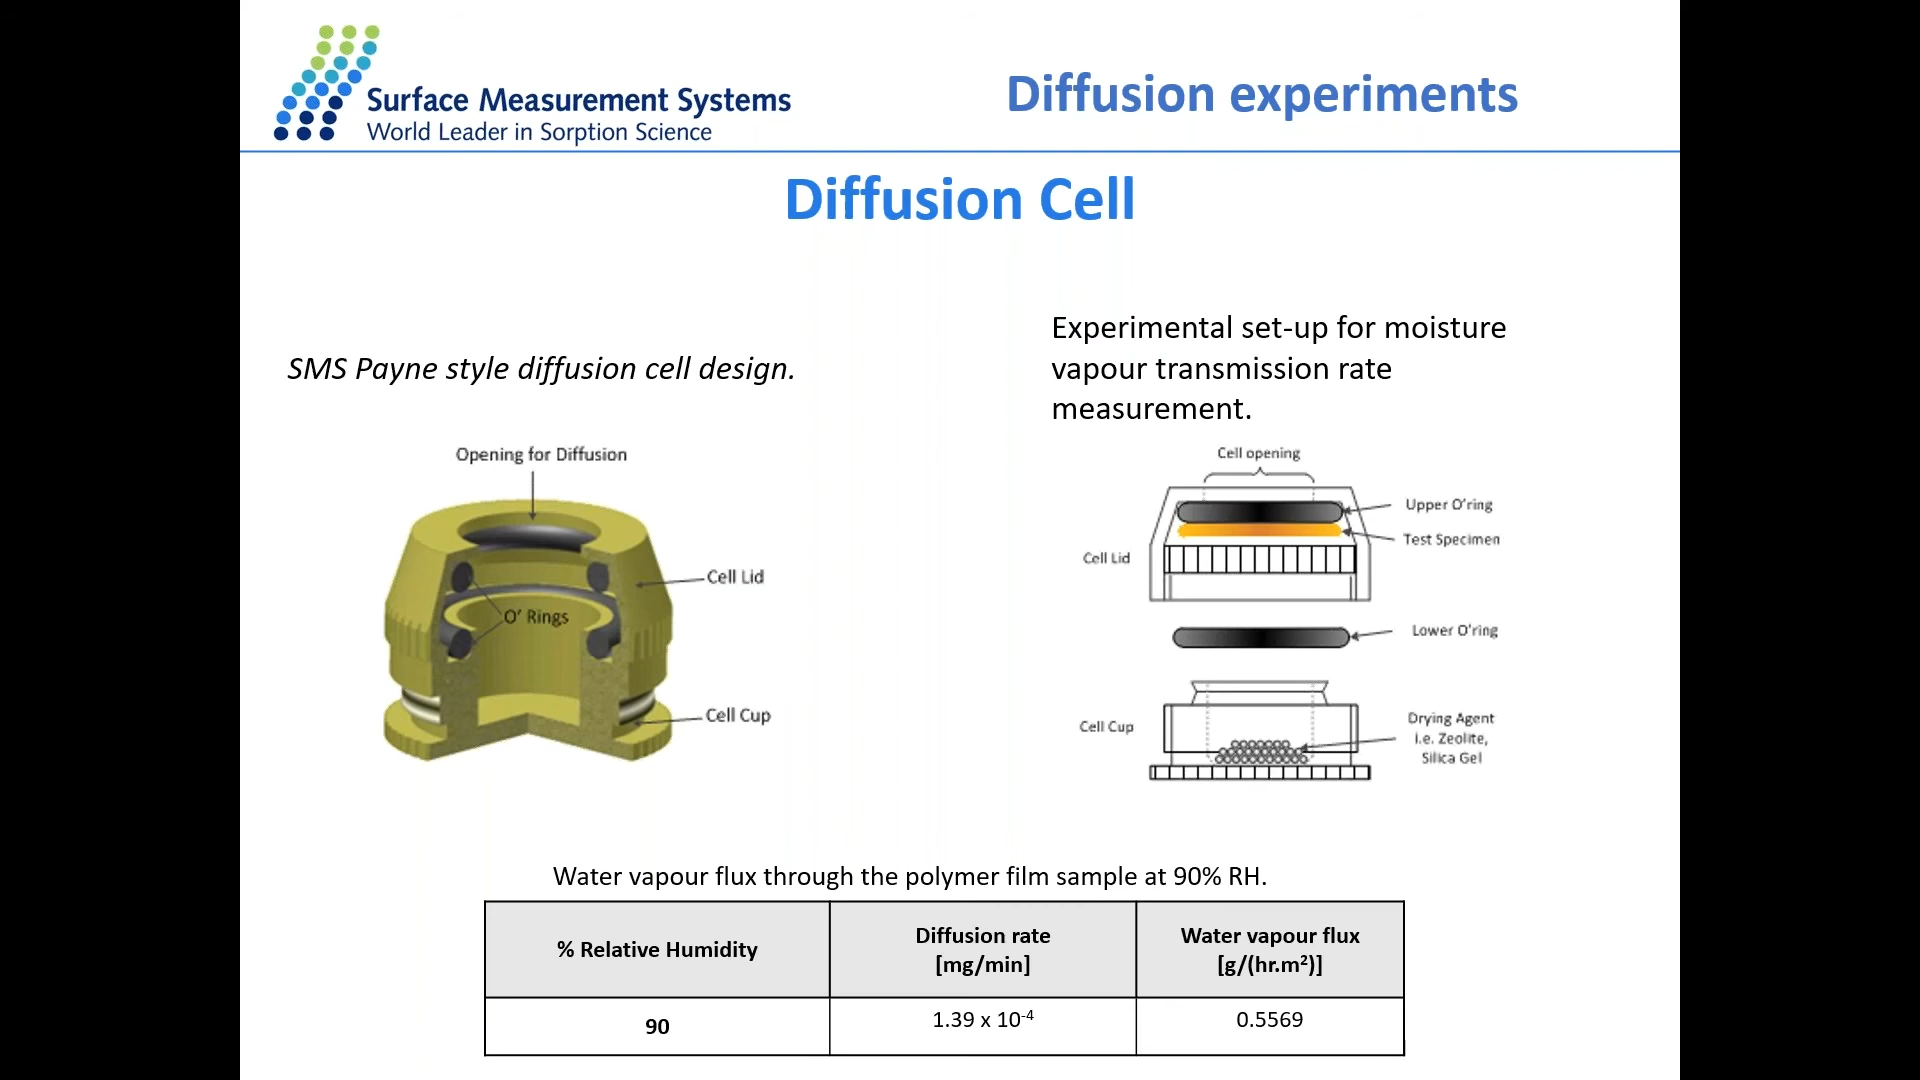 Surface Measurement Systems
World Leader in Sorption Science
Diffusion experiments
Diffusion Cell
SMS Payne style diffusion cell design.
Experimental set-up for moisture
vapour transmission rate
measurement.
Opening for Diffusion
Cell Lid
O' Rings
Cell Cup
Cell opening
Upper O'ring
Test Specimen
Cell Lid
Lower O'ring
Cell Cup
Drying Agent
i.e. Zeolite,
Silica Gel
Water vapour flux through the polymer film sample at 90% RH.
% Relative Humidity
Diffusion rate
[mg/min]
Water vapour flux
[g/(hr.m²)]
90
1.39 x 10⁻⁴
0.5569